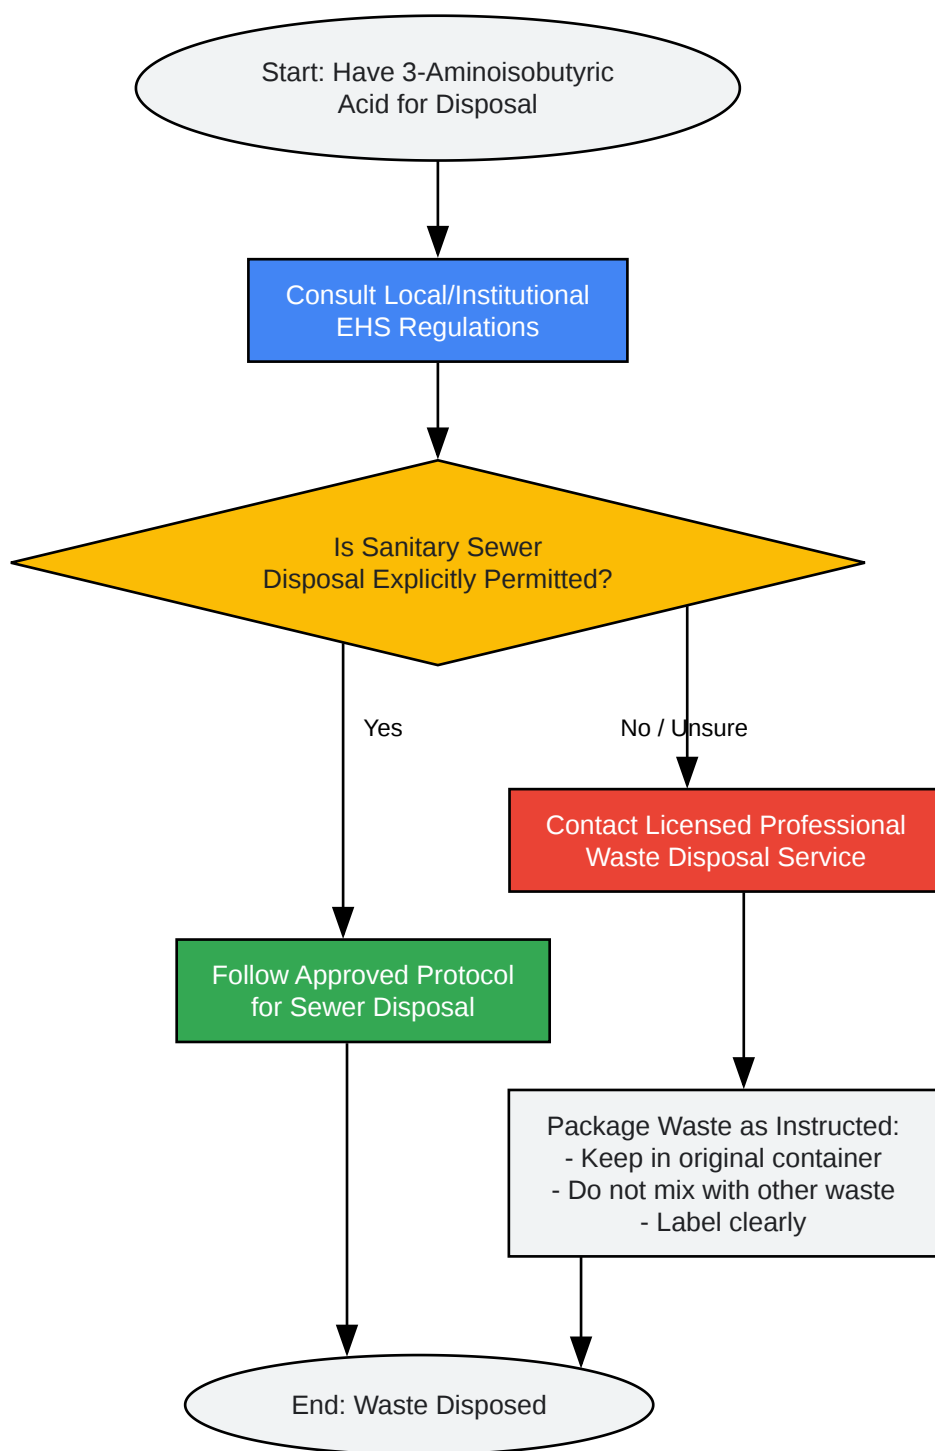 Start: Have 3-Aminoisobutyric
Acid for Disposal
Consult Local/Institutional
EHS Regulations
Is Sanitary Sewer
Disposal Explicitly Permitted?
Yes
No / Unsure
Contact Licensed Professional
Waste Disposal Service
Follow Approved Protocol
for Sewer Disposal
Package Waste as Instructed:
- Keep in original container
- Do not mix with other waste
- Label clearly
End: Waste Disposed